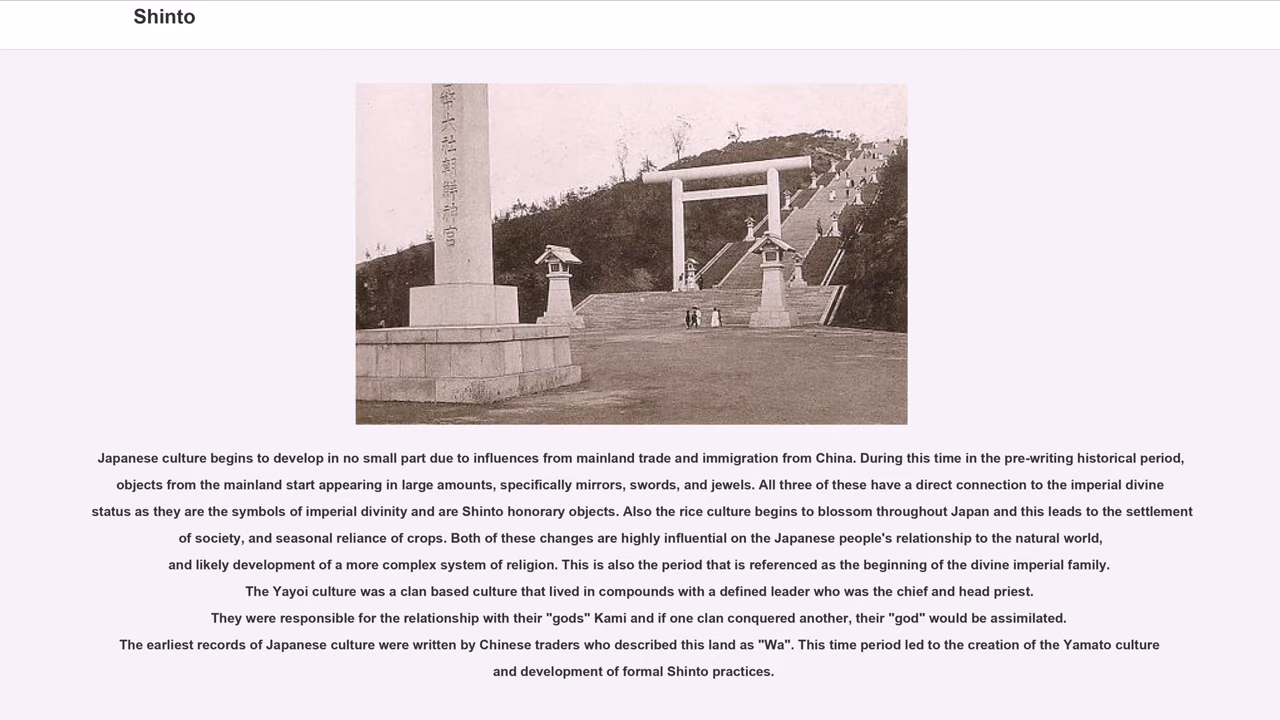 Shinto
幣大社朝鮮神宮
Japanese culture begins to develop in no small part due to influences from mainland trade and immigration from China. During this time in the pre-writing historical period,
objects from the mainland start appearing in large amounts, specifically mirrors, swords, and jewels. All three of these have a direct connection to the imperial divine
status as they are the symbols of imperial divinity and are Shinto honorary objects. Also the rice culture begins to blossom throughout Japan and this leads to the settlement
of society, and seasonal reliance of crops. Both of these changes are highly influential on the Japanese people's relationship to the natural world,
and likely development of a more complex system of religion. This is also the period that is referenced as the beginning of the divine imperial family.
The Yayoi culture was a clan based culture that lived in compounds with a defined leader who was the chief and head priest.
They were responsible for the relationship with their "gods" Kami and if one clan conquered another, their "god" would be assimilated.
The earliest records of Japanese culture were written by Chinese traders who described this land as "Wa". This time period led to the creation of the Yamato culture
and development of formal Shinto practices.